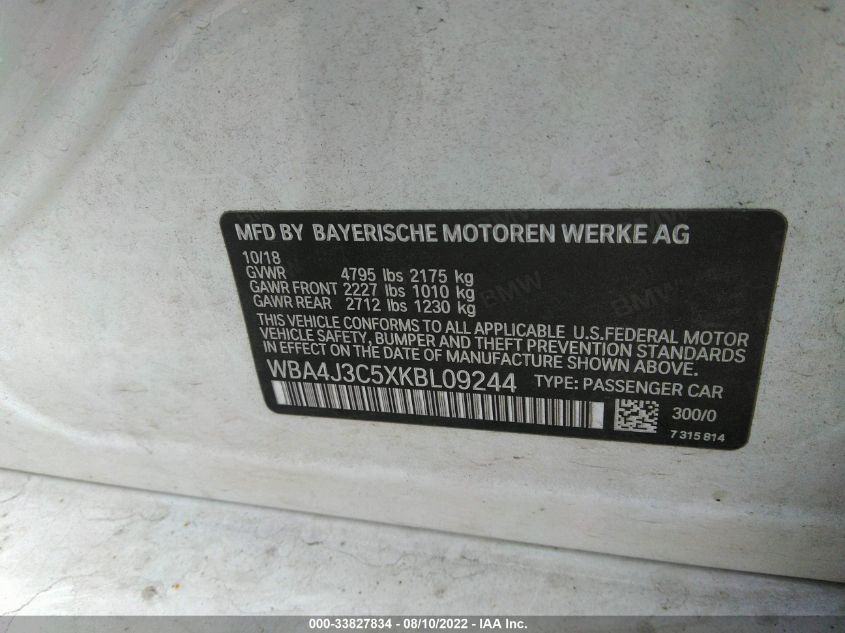 MFD BY BAYERISCHE MOTOREN WERKE AG
10/18
GVWR 4795 lbs 2175 kg
GAWR FRONT 2227 lbs 1010 kg
GAWR REAR 2712 lbs 1230 kg
THIS VEHICLE CONFORMS TO ALL APPLICABLE U.S.FEDERAL MOTOR
VEHICLE SAFETY, BUMPER AND THEFT PREVENTION STANDARDS
IN EFFECT ON THE DATE OF MANUFACTURE SHOWN ABOVE.
WBA4J3C5XKBL09244 TYPE: PASSENGER CAR
300/0
7 315 814
BMW
BMW
000-33827834 - 08/10/2022 - IAA Inc.